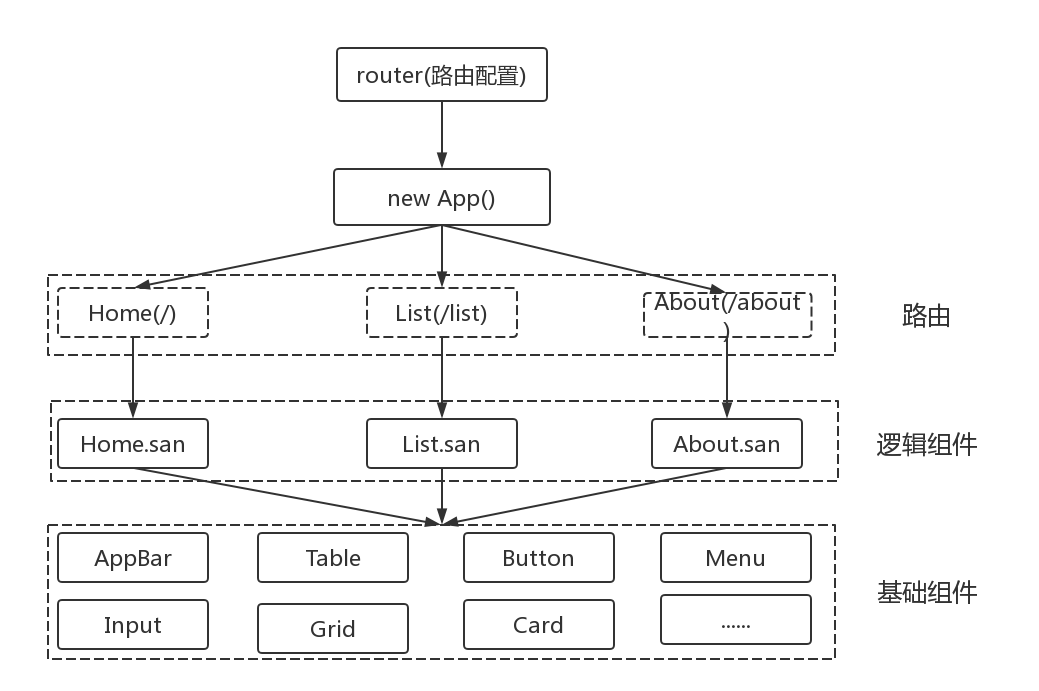 router(路由配置)
new App()
Home(/)
List(/list)
About(/about
)
路由
Home.san
List.san
About.san
逻辑组件
AppBar
Table
Button
Menu
基础组件
Input
Grid
Card
......